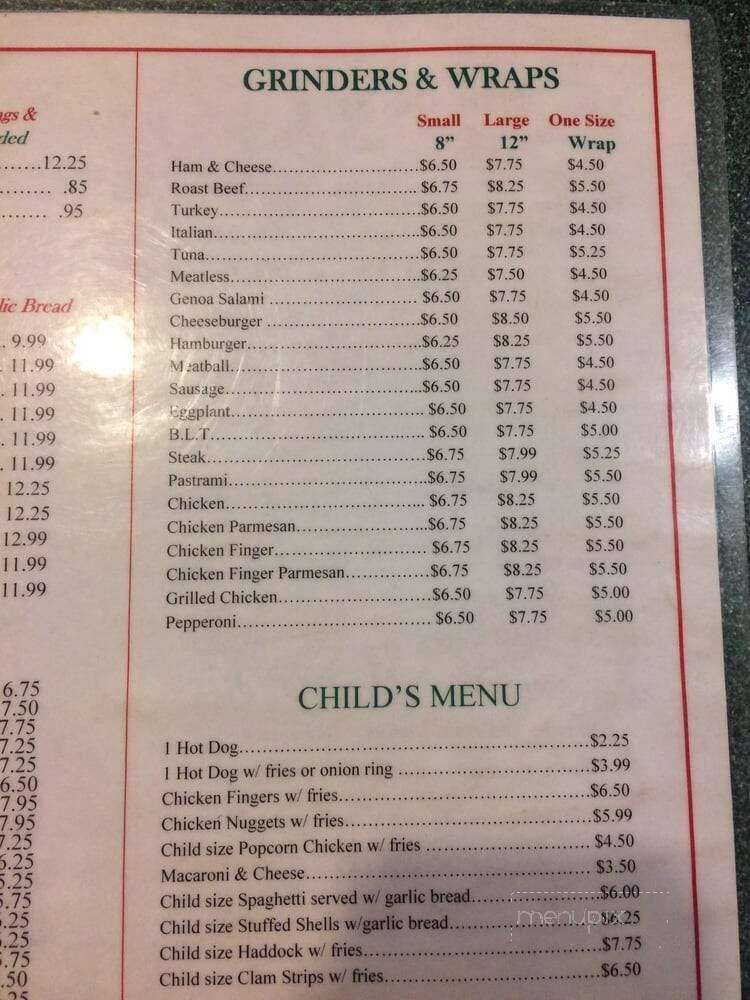 ngs &
ded
......12.25
........ .85
........ .95
lic Bread
. 9.99
. 11.99
. 11.99
. 11.99
. 11.99
. 11.99
12.25
12.25
12.99
11.99
11.99
6.75
7.50
7.75
7.25
7.25
6.50
7.95
7.95
7.25
6.25
5.25
5.75
.25
.25
.75
.50
.25
GRINDERS & WRAPS
Small Large One Size
8” 12” Wrap
Ham & Cheese................................$6.50 $7.75 $4.50
Roast Beef.....................................$6.75 $8.25 $5.50
Turkey..........................................$6.50 $7.75 $4.50
Italian...........................................$6.50 $7.75 $4.50
Tuna.............................................$6.50 $7.75 $5.25
Meatless........................................$6.25 $7.50 $4.50
Genoa Salami ................................ $6.50 $7.75 $4.50
Cheeseburger .................................$6.50 $8.50 $5.50
Hamburger.....................................$6.25 $8.25 $5.50
Meatball........................................$6.50 $7.75 $4.50
Sausage.........................................$6.50 $7.75 $4.50
Eggplant........................................ $6.50 $7.75 $4.50
B.L.T............................................ $6.50 $7.75 $5.00
Steak.............................................$6.75 $7.99 $5.25
Pastrami.........................................$6.75 $7.99 $5.50
Chicken......................................... $6.75 $8.25 $5.50
Chicken Parmesan...........................$6.75 $8.25 $5.50
Chicken Finger................................ $6.75 $8.25 $5.50
Chicken Finger Parmesan.................$6.75 $8.25 $5.50
Grilled Chicken................................$6.50 $7.75 $5.00
Pepperoni....................................... $6.50 $7.75 $5.00
CHILD’S MENU
1 Hot Dog...........................................................................$2.25
1 Hot Dog w/ fries or onion ring .........................................$3.99
Chicken Fingers w/ fries.....................................................$6.50
Chicken Nuggets w/ fries....................................................$5.99
Child size Popcorn Chicken w/ fries ................................... $4.50
Macaroni & Cheese............................................................ $3.50
Child size Spaghetti served w/ garlic bread..........................$6.00
Child size Stuffed Shells w/garlic bread...............................$6.25
Child size Haddock w/ fries..................................................$7.75
Child size Clam Strips w/ fries.............................................$6.50